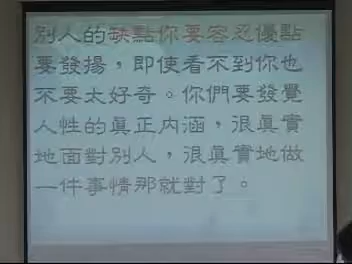 別人的缺點你要容忍優點
要發揚，即使看不到你也
不要太好奇。你們要發覺
人性的真正內涵，很真實
地面對別人，很真實地做
一件事情那就對了。